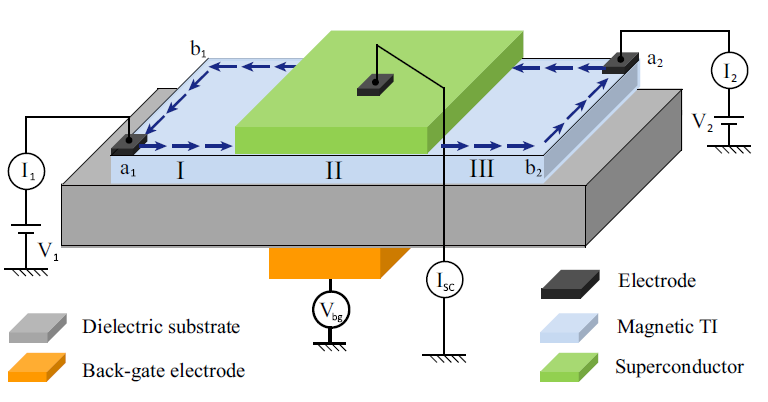 b₁
a₂
I₂
V₂
a₁
I
II
III
b₂
I₁
V₁
Isc
Vbg
Electrode
Dielectric substrate
Magnetic TI
Back-gate electrode
Superconductor